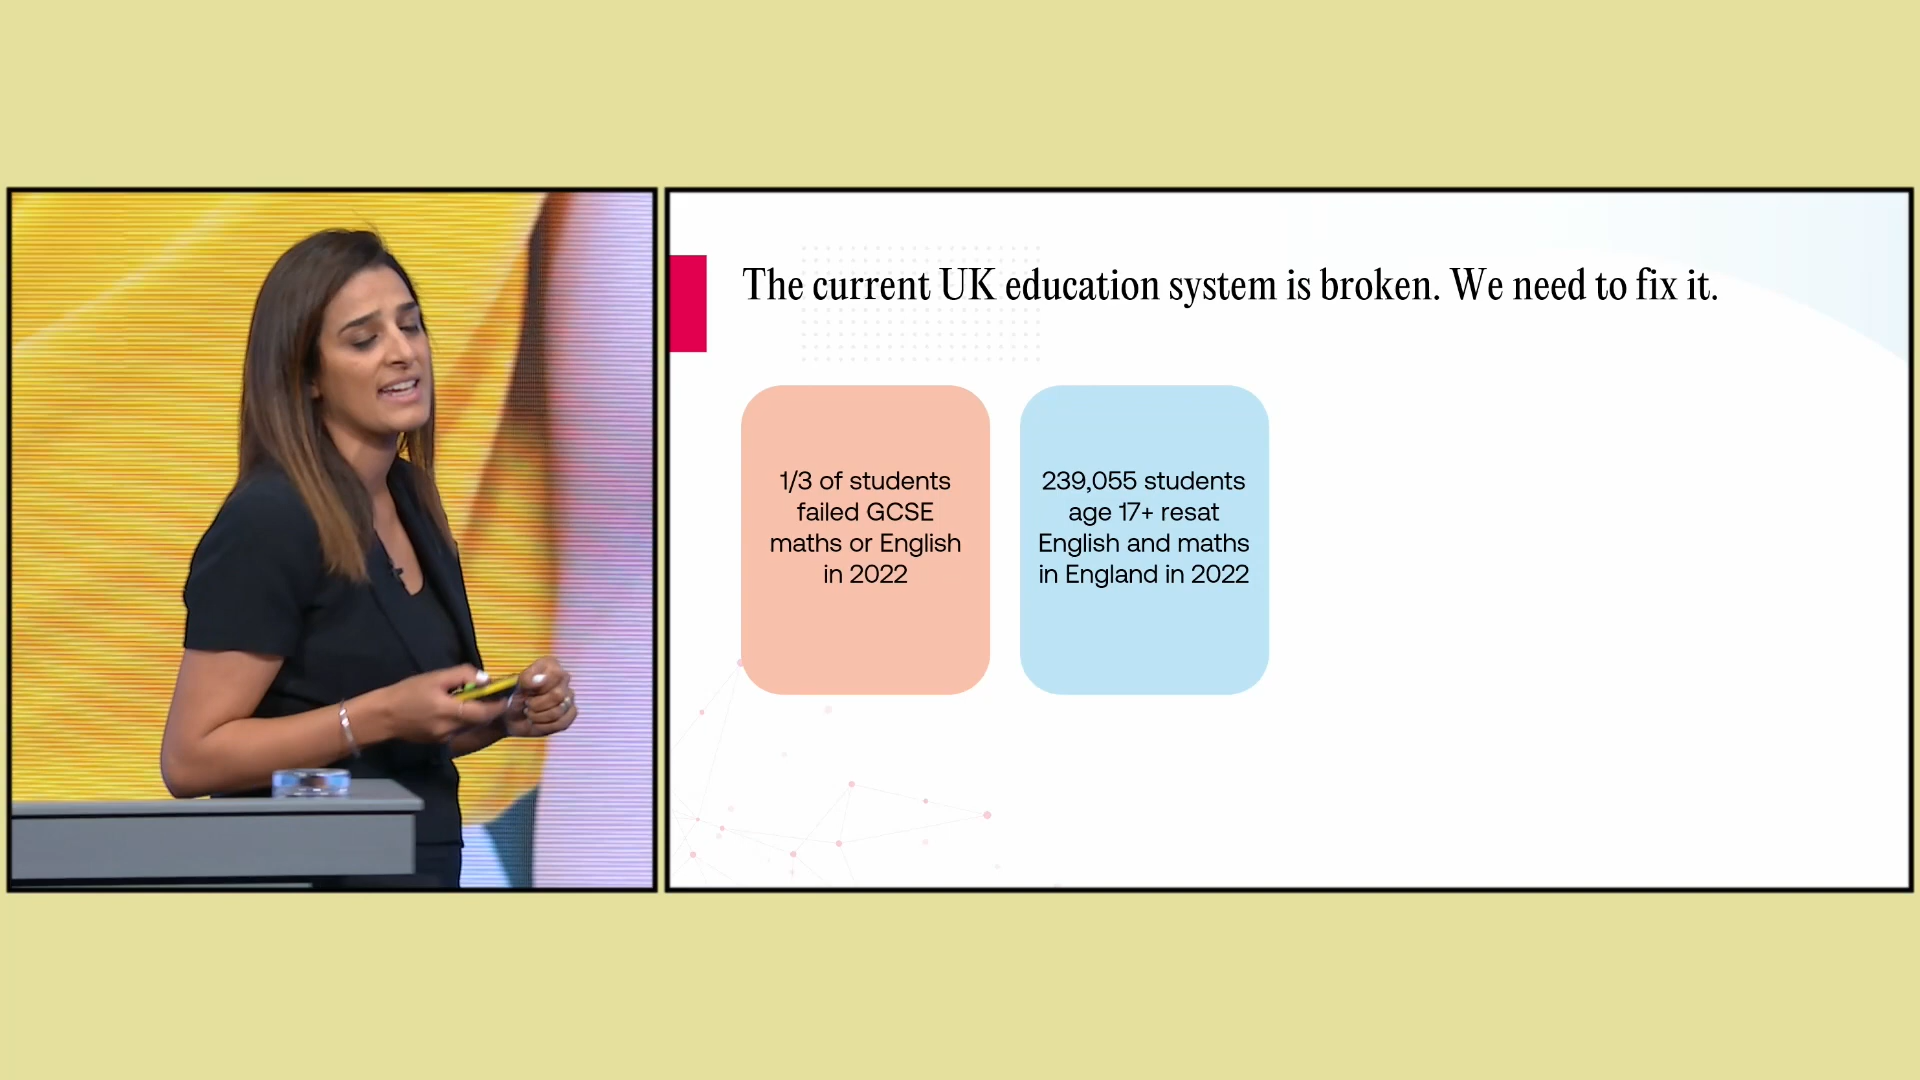 The current UK education system is broken. We need to fix it.
1/3 of students
failed GCSE
maths or English
in 2022
239,055 students
age 17+ resat
English and maths
in England in 2022